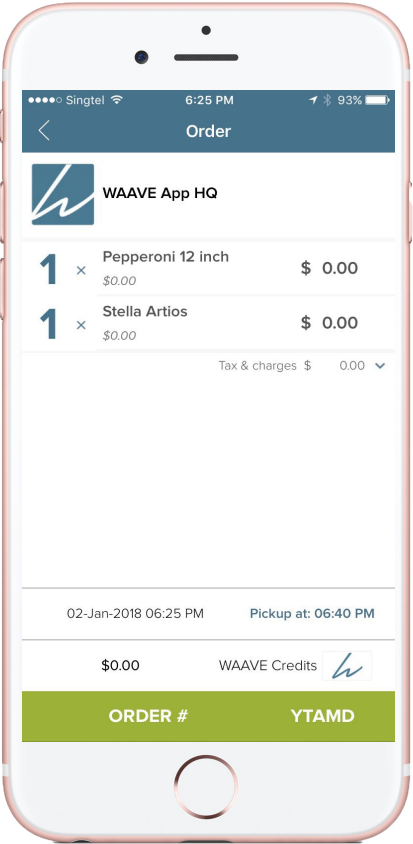 Singtel 6:25 PM 93%
Order
WAAVE App HQ
1 × Pepperoni 12 inch $ 0.00
$0.00
1 × Stella Artios $ 0.00
$0.00
Tax & charges $ 0.00
02-Jan-2018 06:25 PM Pickup at: 06:40 PM
$0.00 WAAVE Credits
ORDER # YTAMD